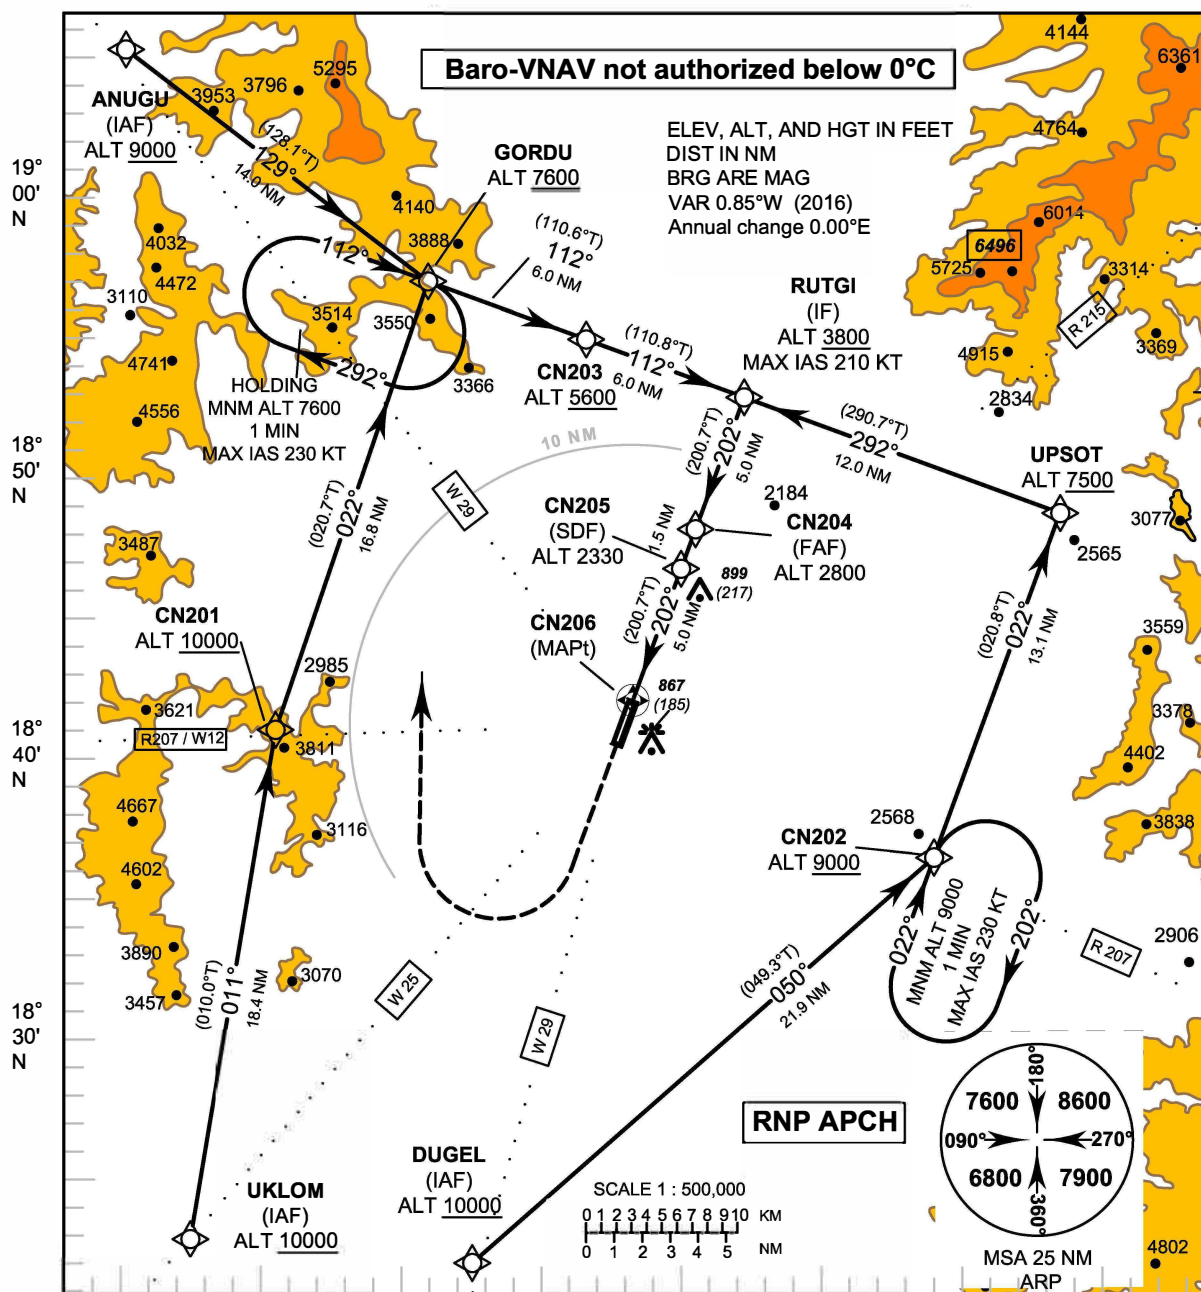 Baro-VNAV not authorized below 0°C
ELEV, ALT, AND HGT IN FEET
DIST IN NM
BRG ARE MAG
VAR 0.85°W (2016)
Annual change 0.00°E
4144
6361
4764
6014
6496
5725
3314
R 215
3369
4915
2834
5295
3796
3953
ANUGU
(IAF)
ALT 9000
(128.1°T)
129°
14.0 NM
GORDU
ALT 7600
19°
00'
N
4140
3888
4032
4472
3110
4741
4556
112°
(110.6°T)
112°
6.0 NM
3514
3550
3366
292°
HOLDING
MNM ALT 7600
1 MIN
MAX IAS 230 KT
RUTGI
(IF)
ALT 3800
MAX IAS 210 KT
(110.8°T)
112°
6.0 NM
CN203
ALT 5600
(290.7°T)
292°
12.0 NM
UPSOT
ALT 7500
18°
50'
N
10 NM
W 29
(200.7°T)
202°
5.0 NM
2184
CN205
(SDF)
ALT 2330
CN204
(FAF)
ALT 2800
1.5 NM
899
(217)
3077
2565
3487
(020.7°T)
022°
16.8 NM
CN201
ALT 10000
CN206
(MAPt)
(200.7°T)
202°
5.0 NM
867
(185)
(020.8°T)
022°
13.1 NM
3559
3378
4402
3838
2985
3621
R207 / W12
3811
18°
40'
N
4667
3116
4602
3890
3457
3070
2568
CN202
ALT 9000
022°
MNM ALT 9000
1 MIN
MAX IAS 230 KT
202°
R 207
2906
(010.0°T)
011°
18.4 NM
(049.3°T)
050°
21.9 NM
W 25
W 29
18°
30'
N
RNP APCH
7600
8600
6800
7900
180°
090°
270°
360°
MSA 25 NM
ARP
4802
DUGEL
(IAF)
ALT 10000
UKLOM
(IAF)
ALT 10000
SCALE 1 : 500,000
0 1 2 3 4 5 6 7 8 9 10 KM
0 1 2 3 4 5 NM